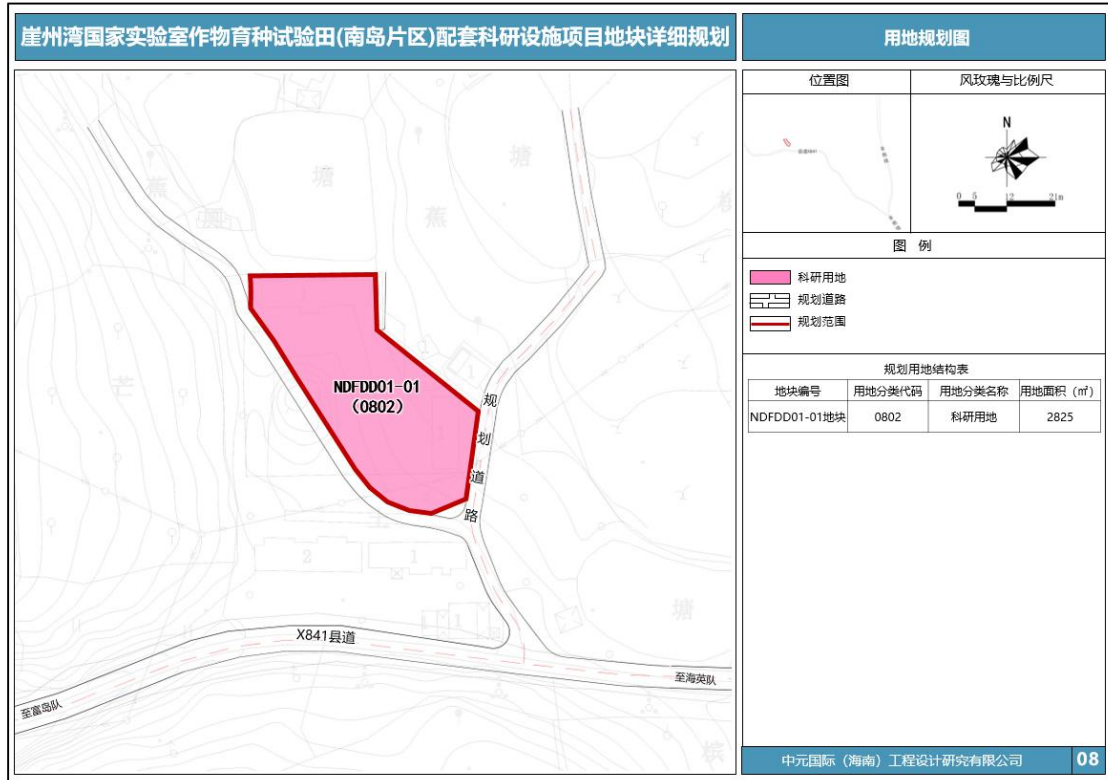 崖州湾国家实验室作物育种试验田(南岛片区)配套科研设施项目地块详细规划
用地规划图
位置图
风玫瑰与比例尺
N
0 5 12 21m
图 例
科研用地
规划道路
规划范围
规划用地结构表
地块编号 用地分类代码 用地分类名称 用地面积（㎡）
NDFDD01-01地块 0802 科研用地 2825
塘
塘
蕉
蕉
园
芒
NDFDD01-01
（0802）
规划道路
1
2
1
1
塘
X841县道
至富岛队
至海英队
槟
中元国际（海南）工程设计研究有限公司
08